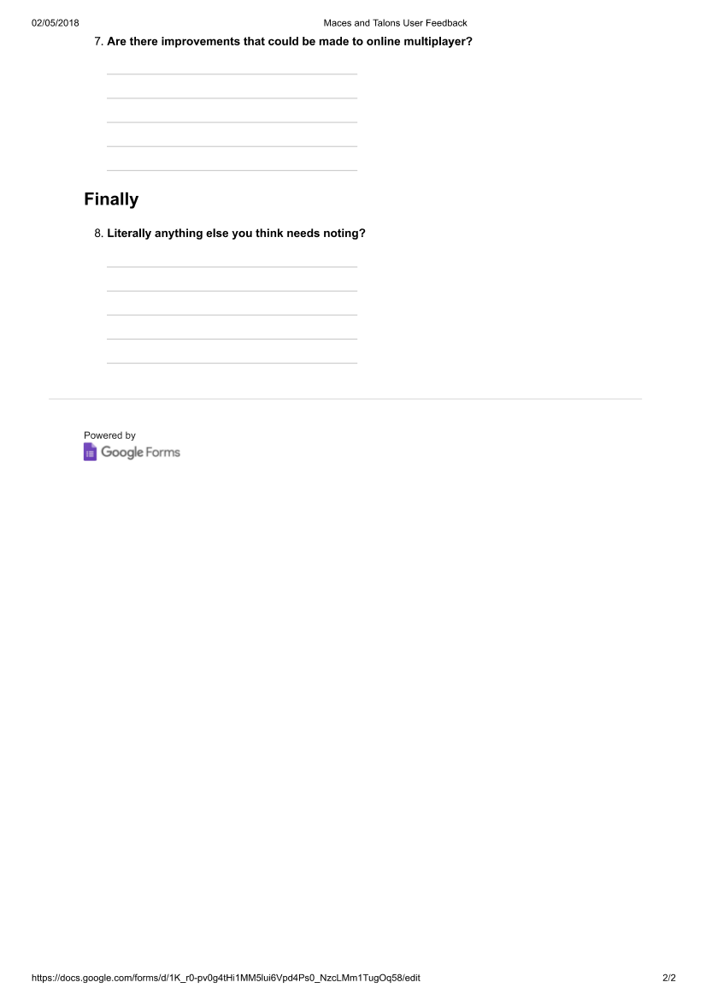 02/05/2018 Maces and Talons User Feedback
7. Are there improvements that could be made to online multiplayer?
Finally
8. Literally anything else you think needs noting?
Powered by
Google Forms
https://docs.google.com/forms/d/1K_r0-pv0g4tHi1MM5lui6Vpd4Ps0_NzcLMm1TugOq58/edit 2/2